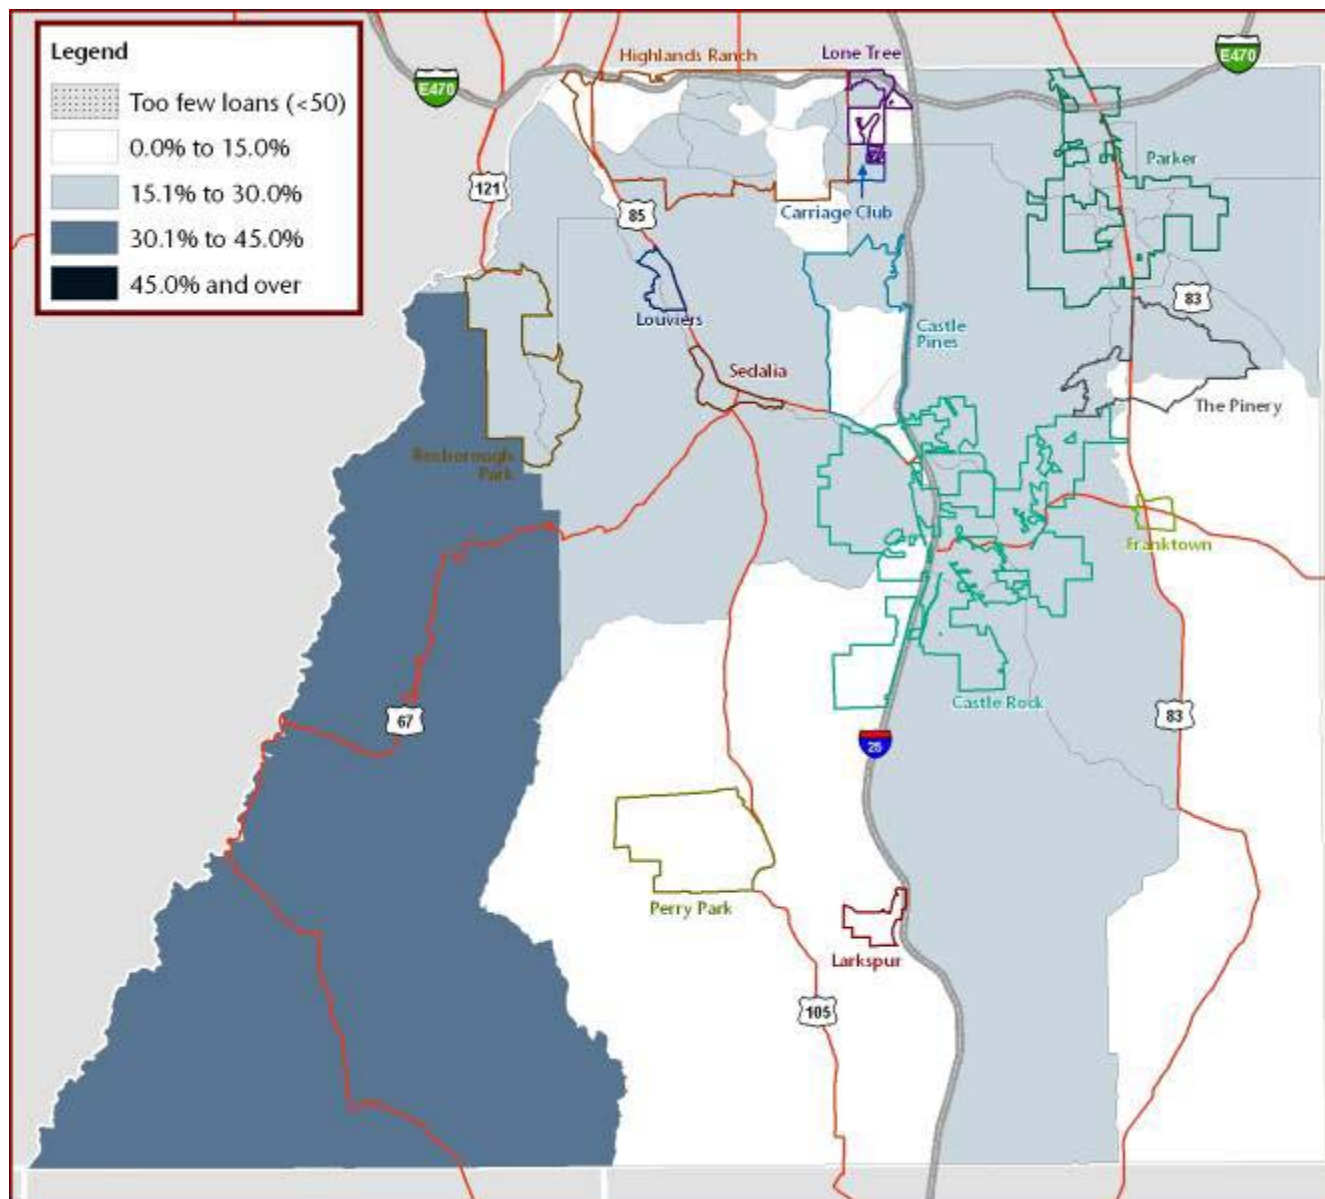 Legend
Too few loans (<50)
0.0% to 15.0%
15.1% to 30.0%
30.1% to 45.0%
45.0% and over
E470
Highlands Ranch
Lone Tree
E470
121
85
Carriage Club
Parker
83
Louviers
Castle
Pines
Sedalia
The Pinery
Roxborough
Park
Franktown
67
Castle Rock
83
25
Perry Park
Larkspur
105